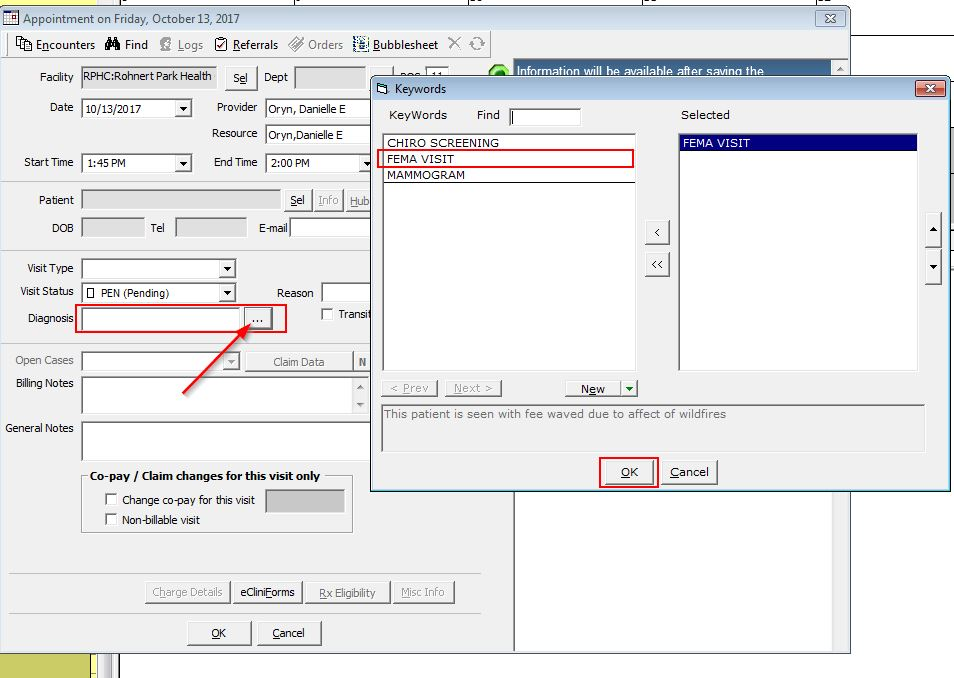 Appointment on Friday, October 13, 2017
Encounters Find Logs Referrals Orders Bubblesheet
Facility RPHC:Rohnert Park Health Sel Dept
Information will be available after saving the
Date 10/13/2017 Provider Oryn, Danielle E
Resource Oryn,Danielle E
Start Time 1:45 PM End Time 2:00 PM
Patient Sel Info Hub
DOB Tel E-mail
Visit Type
Visit Status PEN (Pending) Reason
Diagnosis ... Transit
Open Cases Claim Data N
Billing Notes
General Notes
Co-pay / Claim changes for this visit only
Change co-pay for this visit
Non-billable visit
Charge Details eCliniForms Rx Eligibility Misc Info
OK Cancel
Keywords
KeyWords Find Selected
CHIRO SCREENING
FEMA VISIT
MAMMOGRAM
FEMA VISIT
<
<<
< Prev Next > New
This patient is seen with fee waved due to affect of wildfires
OK Cancel